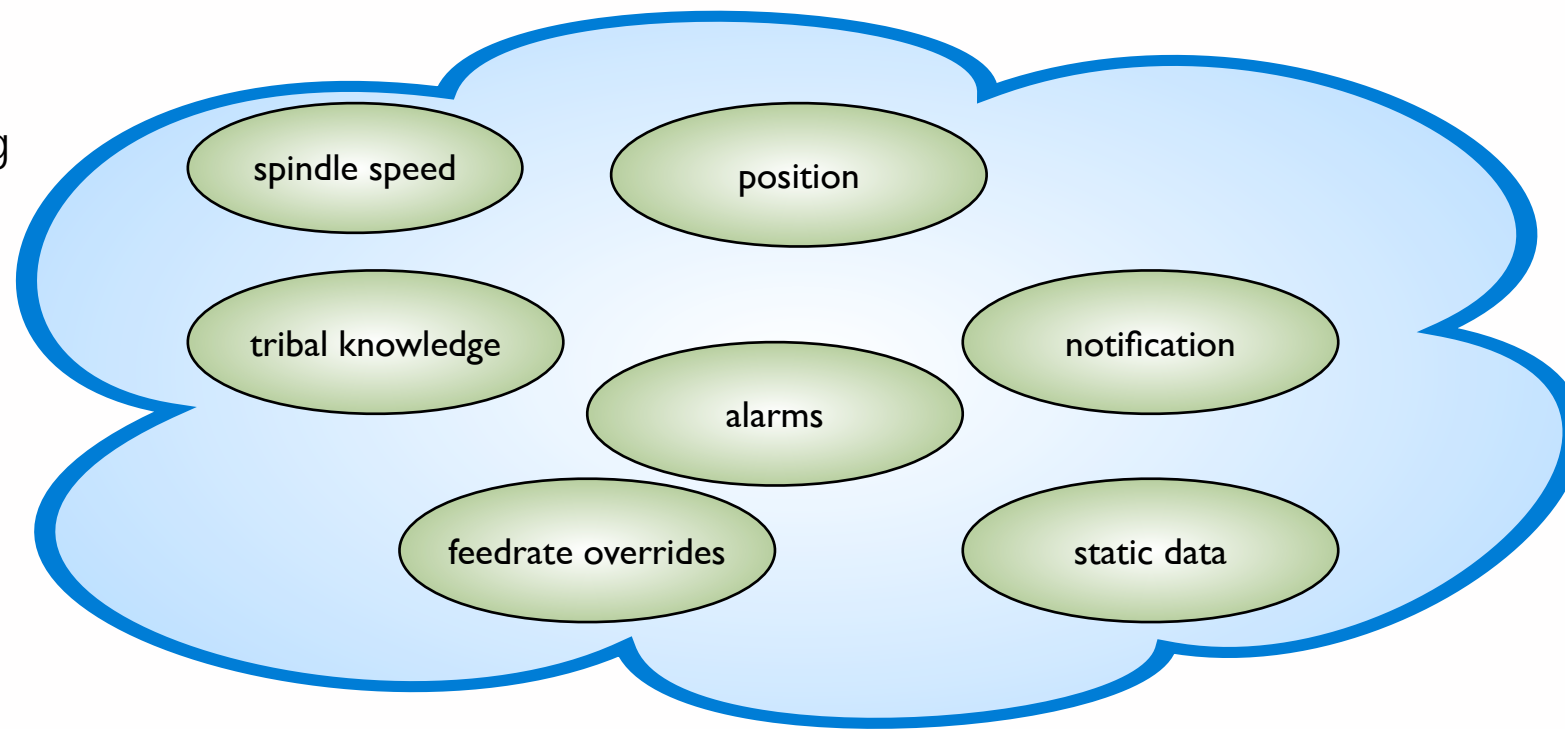 spindle speed
position
tribal knowledge
notification
alarms
feedrate overrides
static data